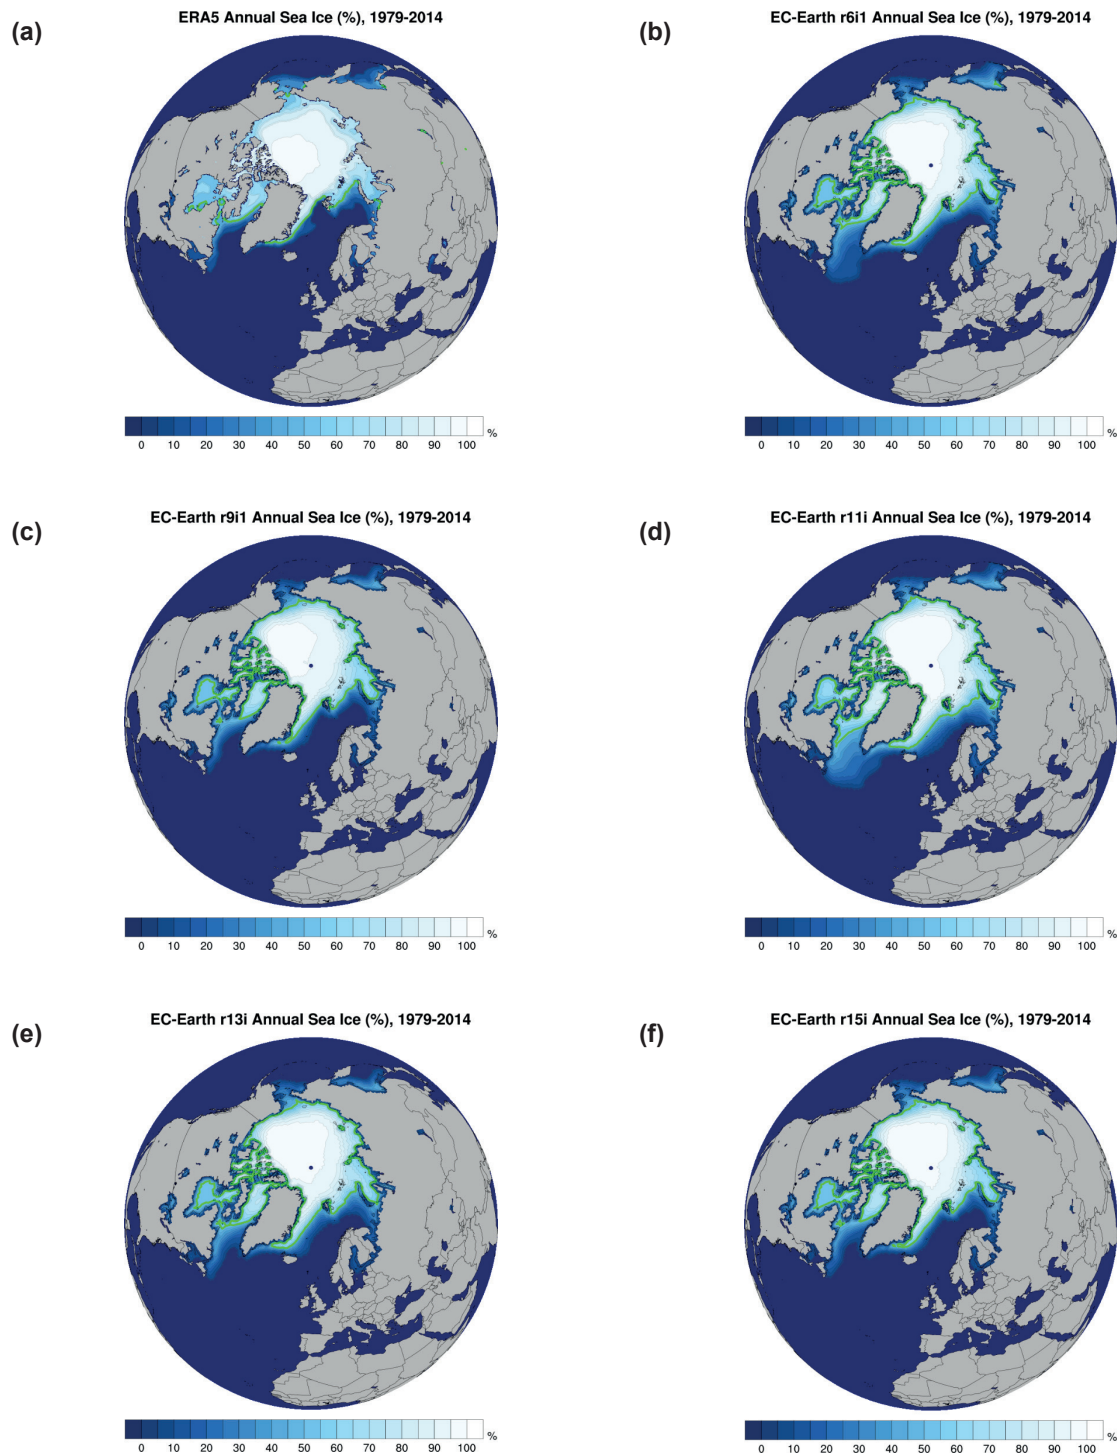 (a)
ERA5 Annual Sea Ice (%), 1979-2014
0 10 20 30 40 50 60 70 80 90 100 %
(b)
EC-Earth r6i1 Annual Sea Ice (%), 1979-2014
0 10 20 30 40 50 60 70 80 90 100 %
(c)
EC-Earth r9i1 Annual Sea Ice (%), 1979-2014
0 10 20 30 40 50 60 70 80 90 100 %
(d)
EC-Earth r11i Annual Sea Ice (%), 1979-2014
0 10 20 30 40 50 60 70 80 90 100 %
(e)
EC-Earth r13i Annual Sea Ice (%), 1979-2014
0 10 20 30 40 50 60 70 80 90 100 %
(f)
EC-Earth r15i Annual Sea Ice (%), 1979-2014
0 10 20 30 40 50 60 70 80 90 100 %